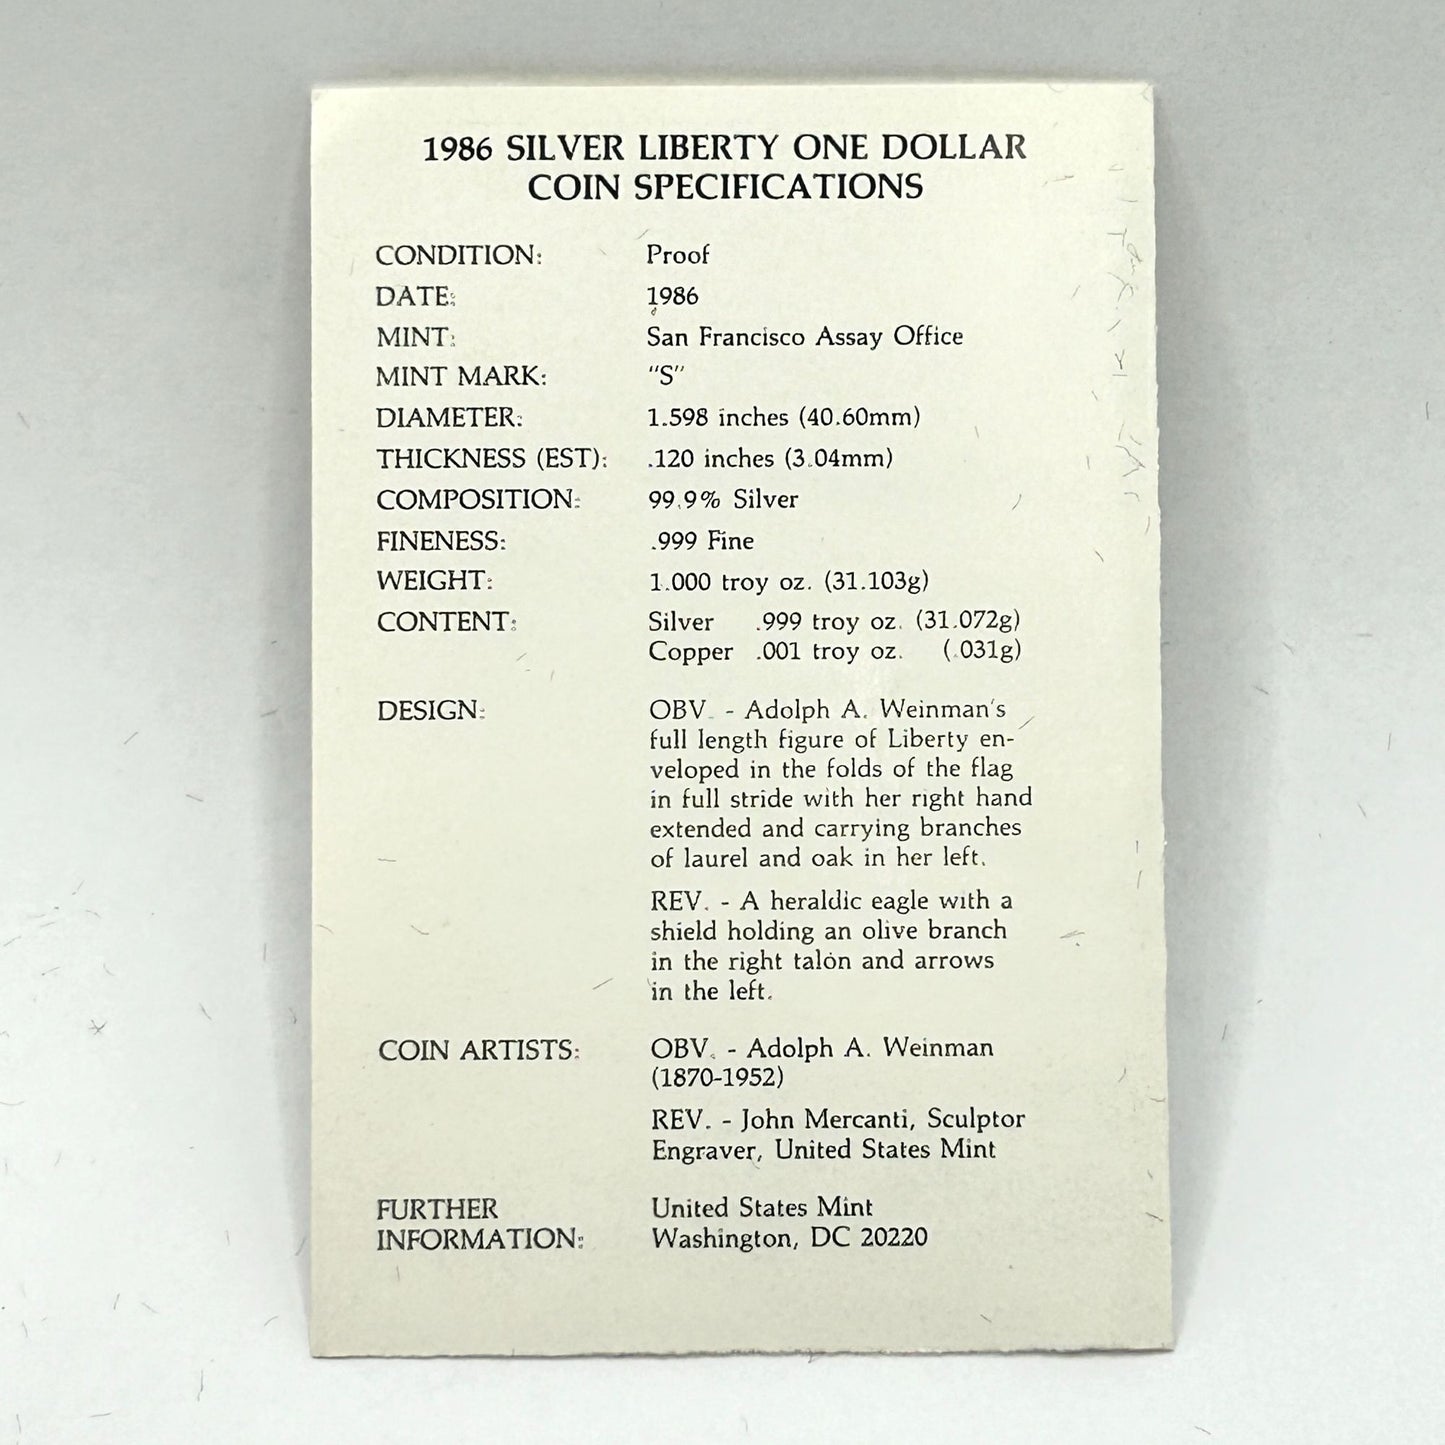 1986 SILVER LIBERTY ONE DOLLAR
COIN SPECIFICATIONS
CONDITION: Proof
DATE: 1986
MINT: San Francisco Assay Office
MINT MARK: "S"
DIAMETER: 1.598 inches (40.60mm)
THICKNESS (EST): .120 inches (3.04mm)
COMPOSITION: 99.9% Silver
FINENESS: .999 Fine
WEIGHT: 1.000 troy oz. (31.103g)
CONTENT: Silver .999 troy oz. (31.072g)
Copper .001 troy oz. (.031g)
DESIGN: OBV. - Adolph A. Weinman's
full length figure of Liberty en-
veloped in the folds of the flag
in full stride with her right hand
extended and carrying branches
of laurel and oak in her left.
REV. - A heraldic eagle with a
shield holding an olive branch
in the right talon and arrows
in the left.
COIN ARTISTS: OBV. - Adolph A. Weinman
(1870-1952)
REV. - John Mercanti, Sculptor
Engraver, United States Mint
FURTHER United States Mint
INFORMATION: Washington, DC 20220